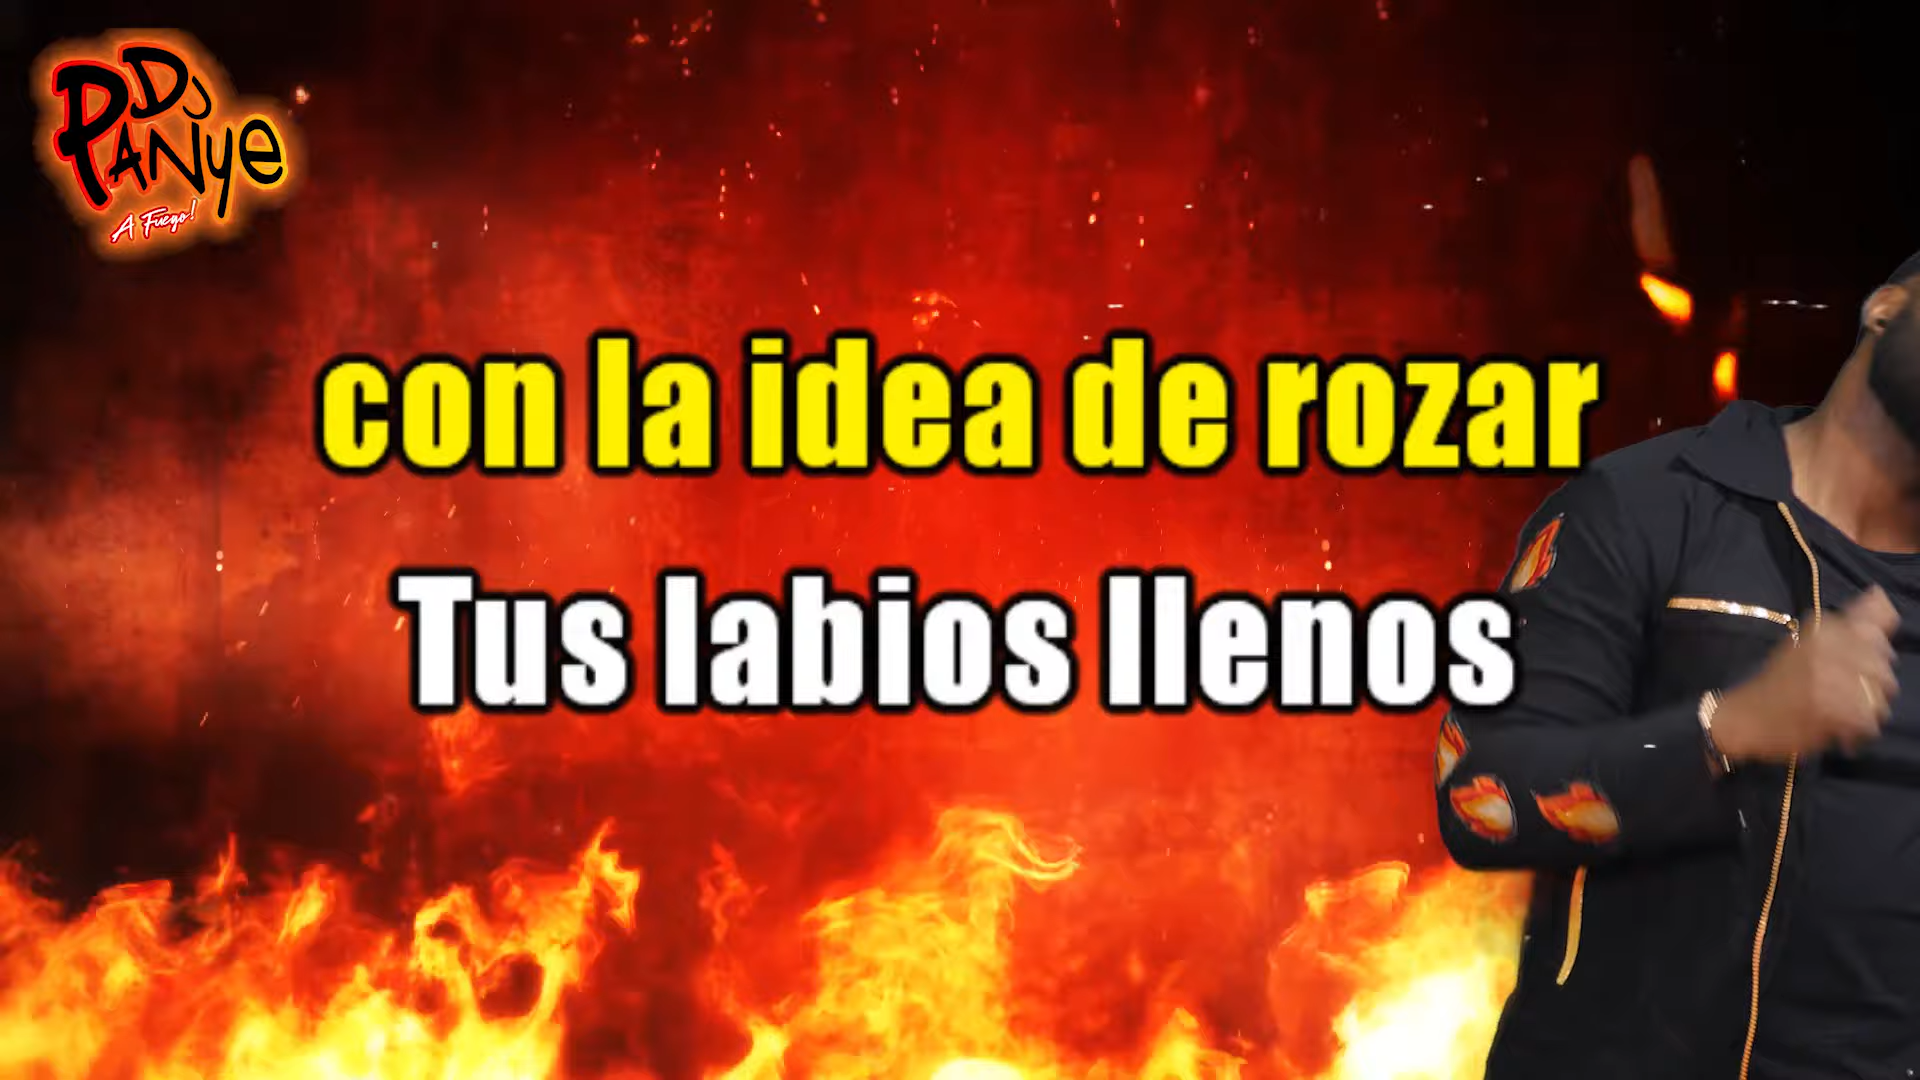 DJ
PANYE
A Fuego!
con la idea de rozar
Tus labios llenos